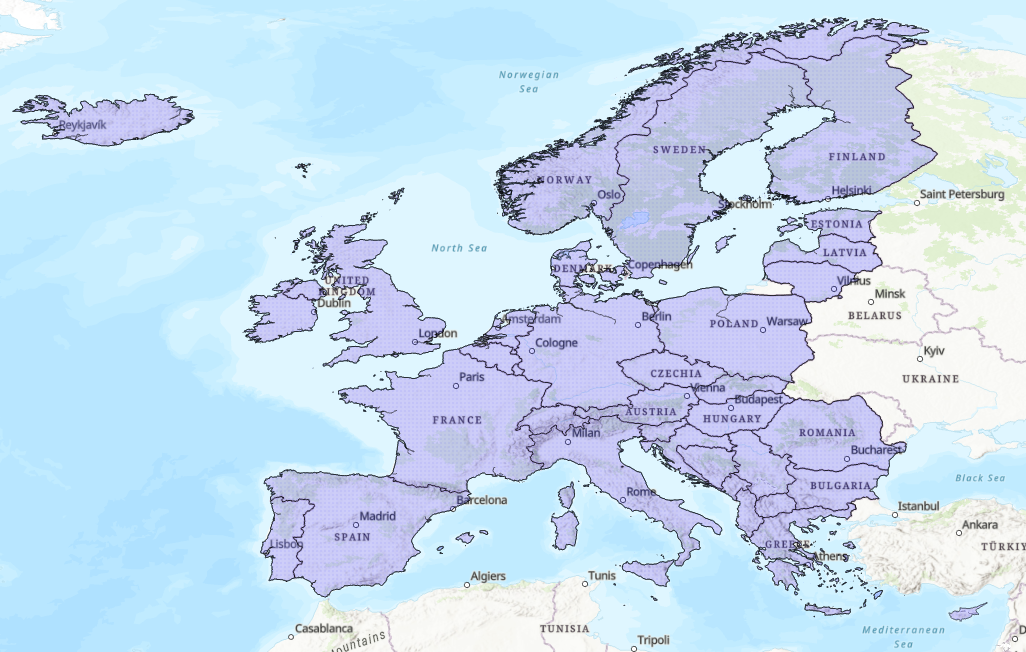 Norwegian
Sea
Reykjavík
SWEDEN
FINLAND
NORWAY
Oslo
Helsinki
Saint Petersburg
Stockholm
ESTONIA
North Sea
LATVIA
DENMARK
Copenhagen
UNITED
KINGDOM
Dublin
Vilnius
Minsk
BELARUS
Amsterdam
Berlin
POLAND
Warsaw
London
Cologne
Kyiv
CZECHIA
UKRAINE
Paris
Vienna
Budapest
FRANCE
AUSTRIA
HUNGARY
Milan
ROMANIA
Bucharest
Black Sea
BULGARIA
Rome
Barcelona
Istanbul
Madrid
SPAIN
Ankara
Lisbon
GREECE
Athens
TÜRKİY
Algiers
Tunis
Casablanca
ountains
TUNISIA
Tripoli
Mediterranean
Sea
D